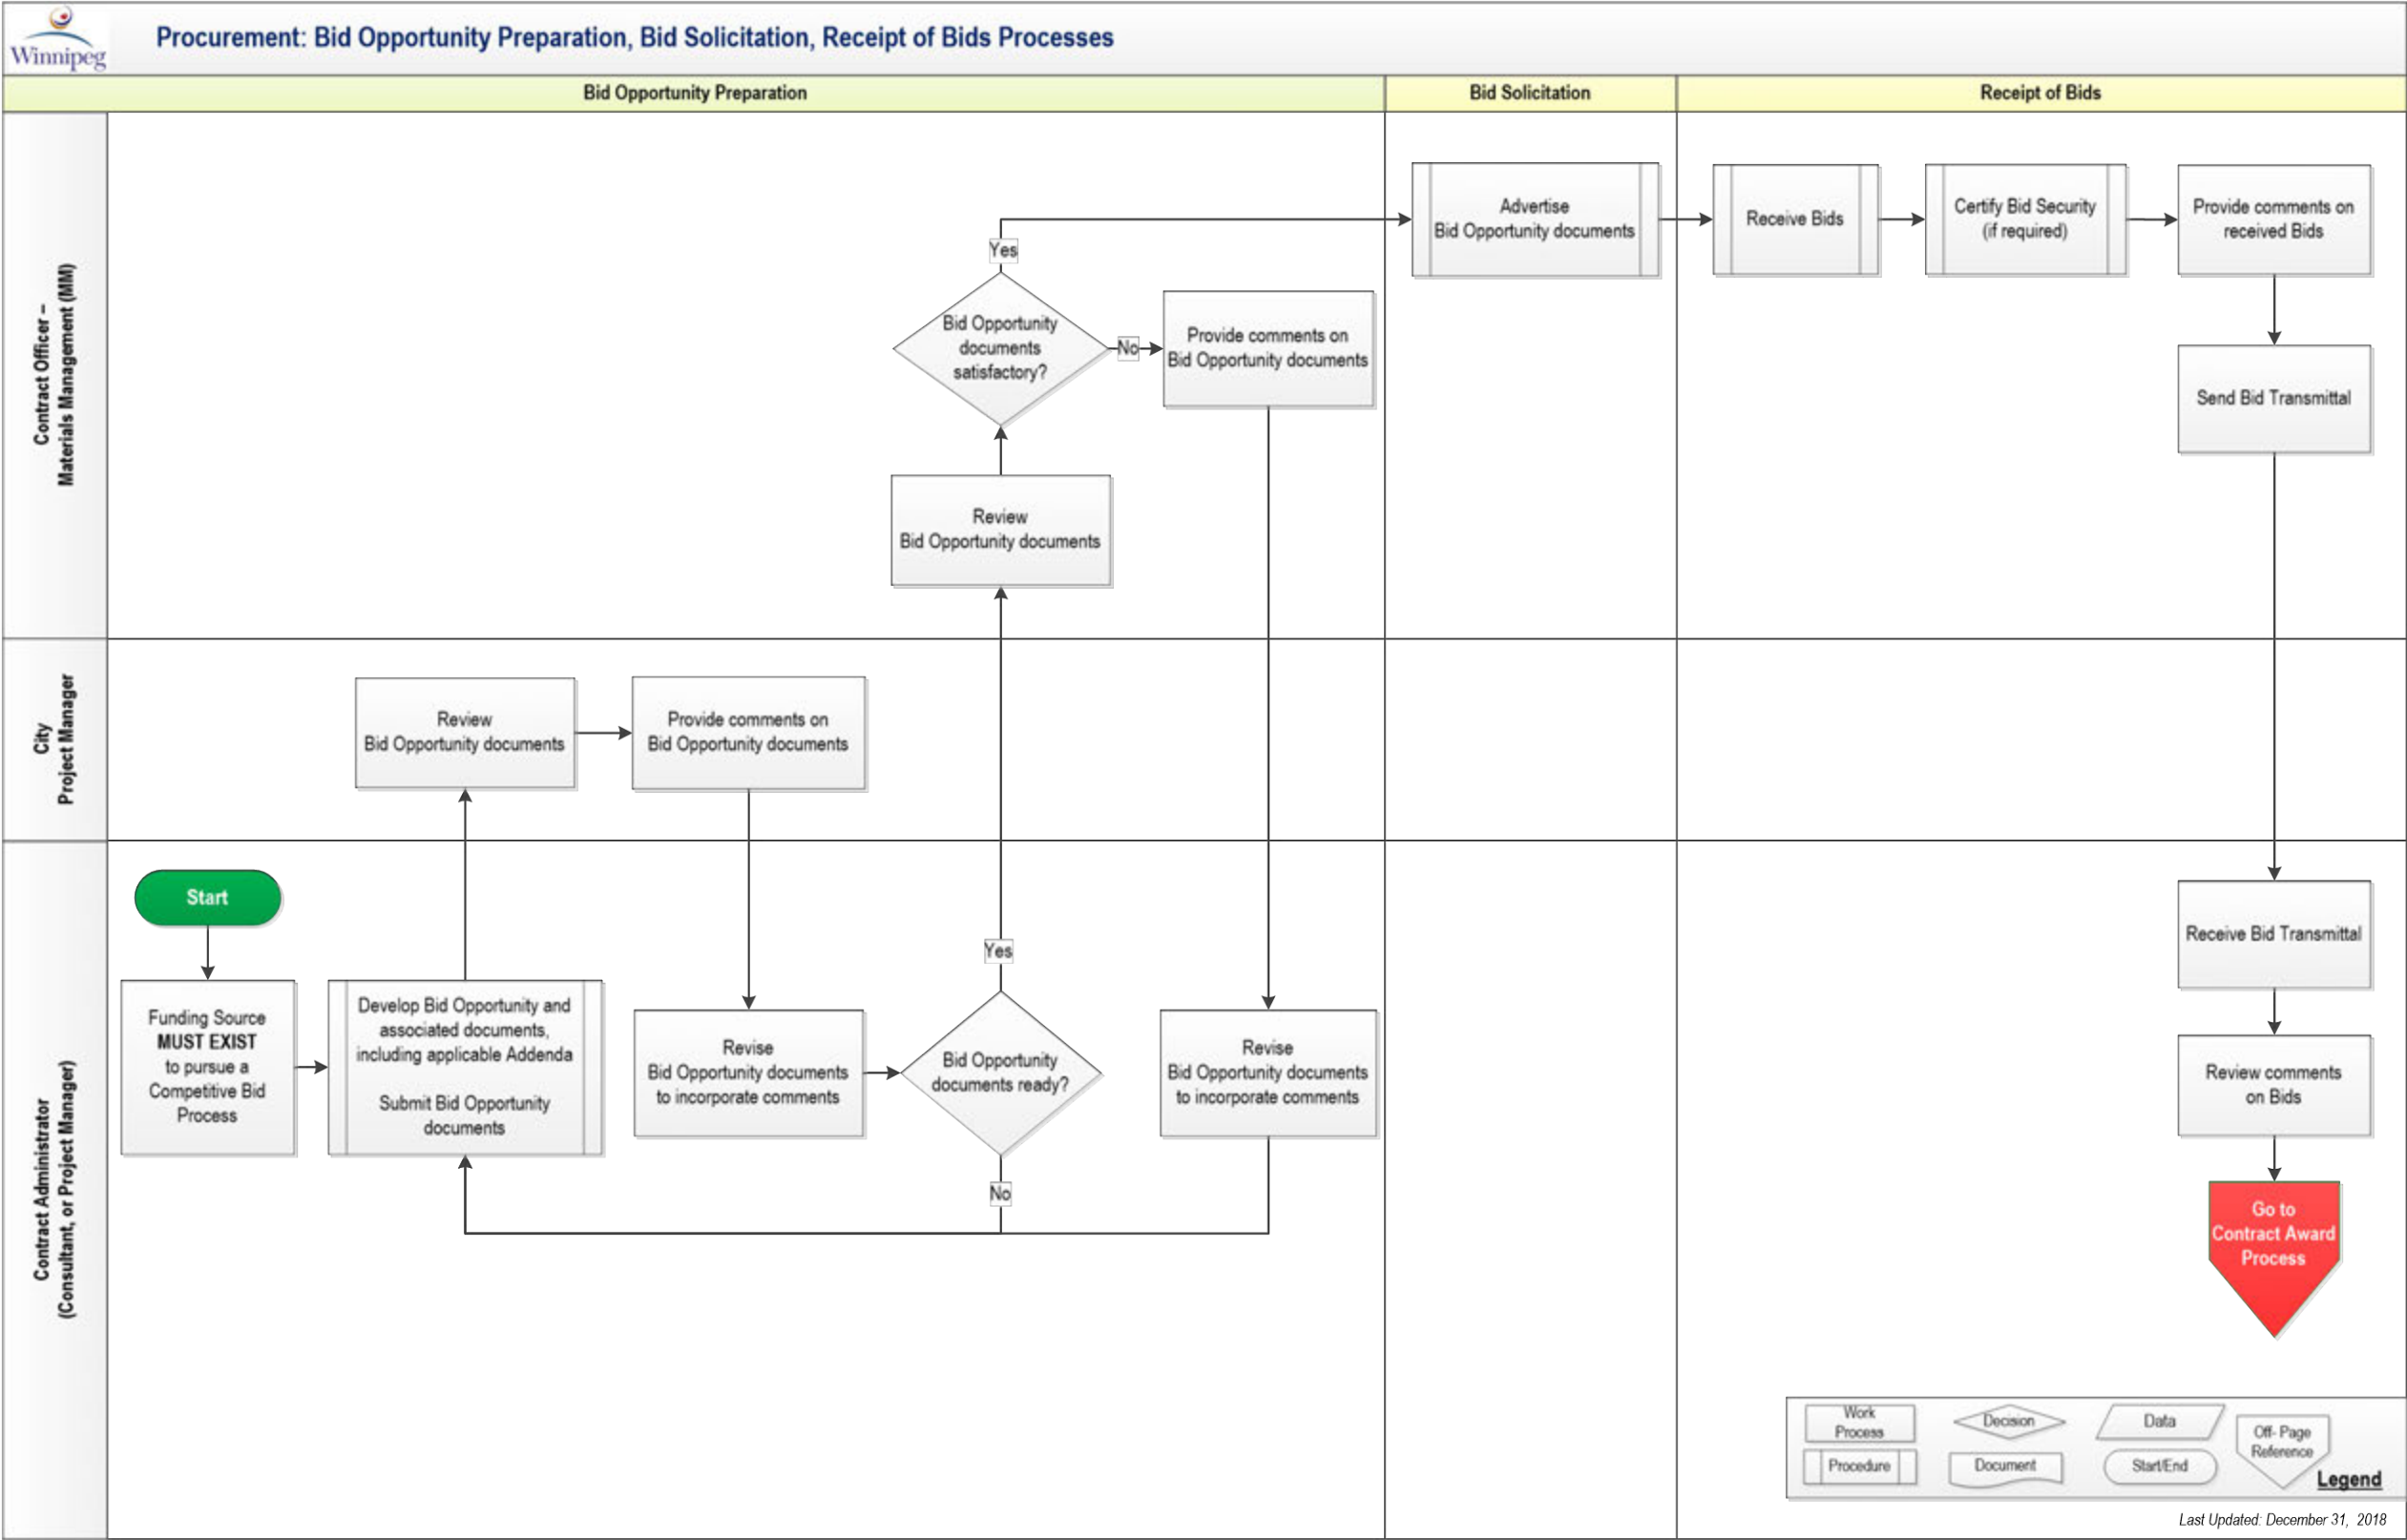 Winnipeg
Procurement: Bid Opportunity Preparation, Bid Solicitation, Receipt of Bids Processes
Bid Opportunity Preparation
Bid Solicitation
Receipt of Bids
Contract Officer –
Materials Management (MM)
Yes
Bid Opportunity
documents
satisfactory?
No
Provide comments on
Bid Opportunity documents
Review
Bid Opportunity documents
Advertise
Bid Opportunity documents
Receive Bids
Certify Bid Security
(if required)
Provide comments on
received Bids
Send Bid Transmittal
City
Project Manager
Review
Bid Opportunity documents
Provide comments on
Bid Opportunity documents
Contract Administrator
(Consultant, or Project Manager)
Start
Funding Source
MUST EXIST
to pursue a
Competitive Bid
Process
Develop Bid Opportunity and
associated documents,
including applicable Addenda
Submit Bid Opportunity
documents
Revise
Bid Opportunity documents
to incorporate comments
Yes
Bid Opportunity
documents ready?
No
Revise
Bid Opportunity documents
to incorporate comments
Receive Bid Transmittal
Review comments
on Bids
Go to
Contract Award
Process
Work
Process
Decision
Data
Off- Page
Reference
Procedure
Document
Start/End
Legend
Last Updated: December 31, 2018